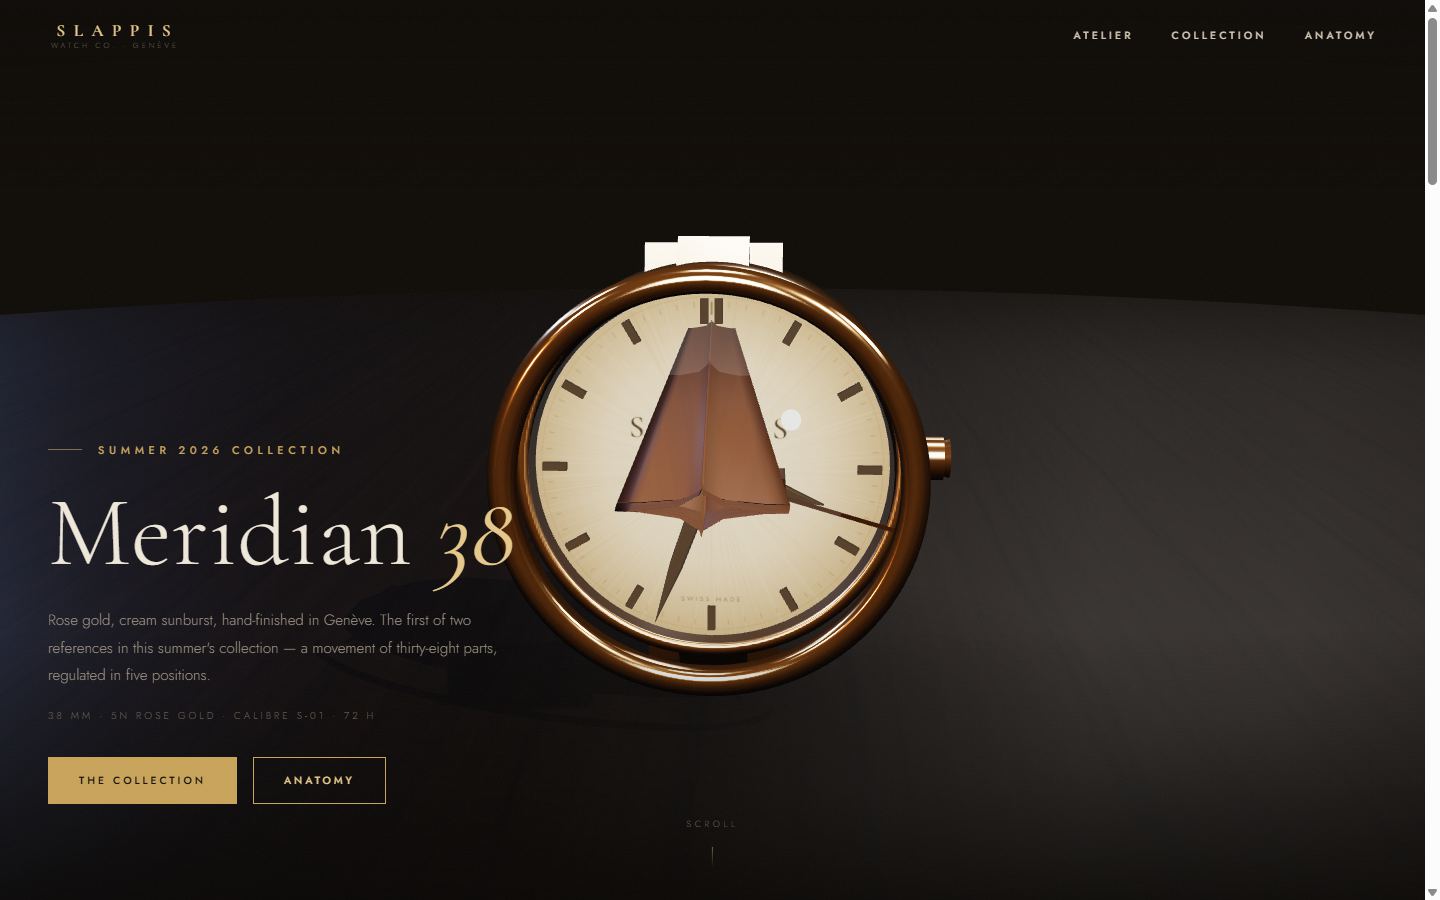 SLAPPIS
WATCH CO. · GENÈVE
ATELIER
COLLECTION
ANATOMY
S
S
SWISS MADE
SUMMER 2026 COLLECTION
Meridian 38
Rose gold, cream sunburst, hand-finished in Genève. The first of two
references in this summer's collection — a movement of thirty-eight parts,
regulated in five positions.
38 MM · 5N ROSE GOLD · CALIBRE S-01 · 72 H
THE COLLECTION
ANATOMY
SCROLL